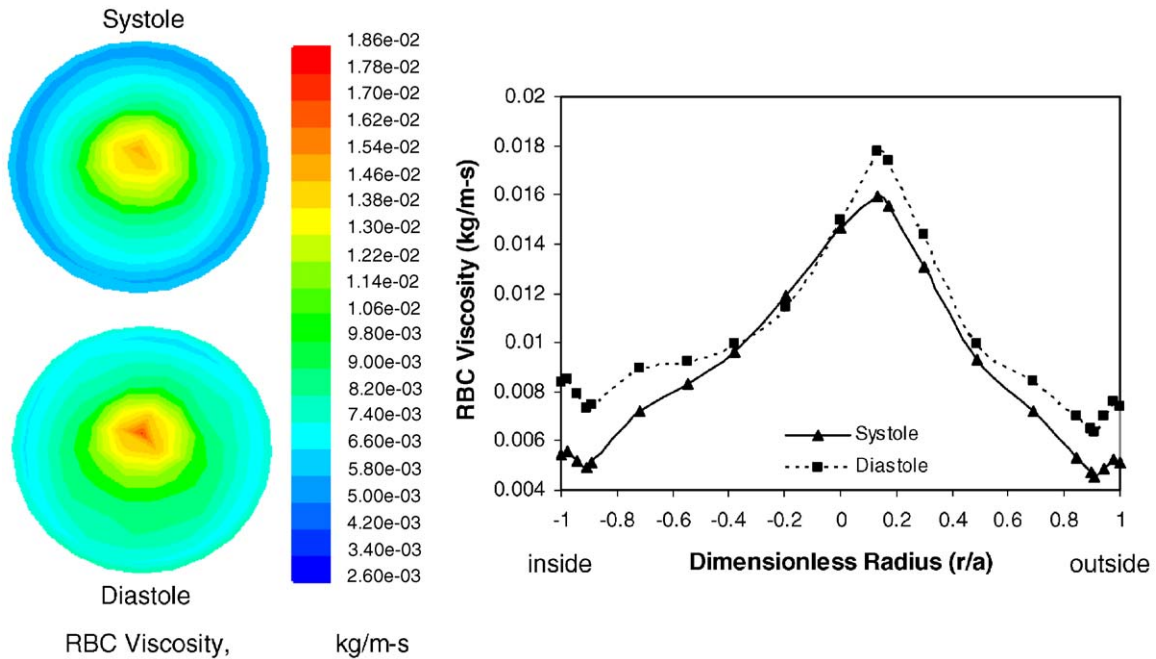 Systole
1.86e-02
1.78e-02
1.70e-02
1.62e-02
1.54e-02
1.46e-02
1.38e-02
1.30e-02
1.22e-02
1.14e-02
1.06e-02
9.80e-03
9.00e-03
8.20e-03
7.40e-03
6.60e-03
5.80e-03
5.00e-03
4.20e-03
3.40e-03
2.60e-03
Diastole
RBC Viscosity, kg/m-s
RBC Viscosity (kg/m-s)
0.02
0.018
0.016
0.014
0.012
0.01
0.008
0.006
0.004
Systole
Diastole
-1 -0.8 -0.6 -0.4 -0.2 0 0.2 0.4 0.6 0.8 1
inside Dimensionless Radius (r/a) outside